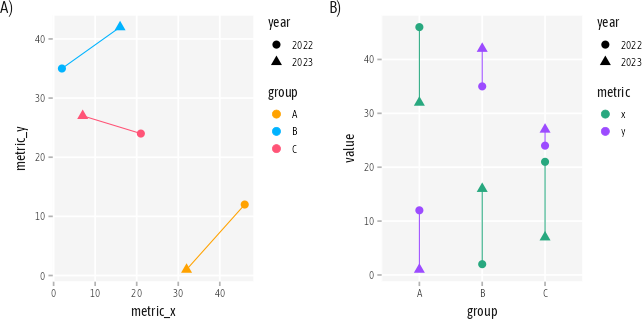 A)
metric_y
40
30
20
10
0
0 10 20 30 40
metric_x
year
2022
2023
group
A
B
C
B)
value
40
30
20
10
0
A B C
group
year
2022
2023
metric
x
y